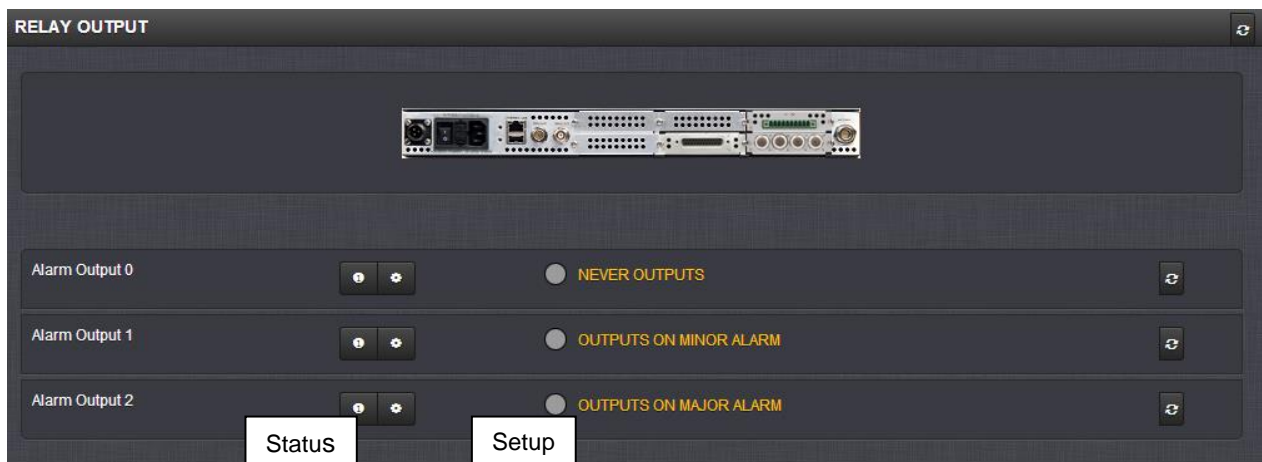 RELAY OUTPUT
Alarm Output 0
NEVER OUTPUTS
Alarm Output 1
OUTPUTS ON MINOR ALARM
Alarm Output 2
OUTPUTS ON MAJOR ALARM
Status
Setup